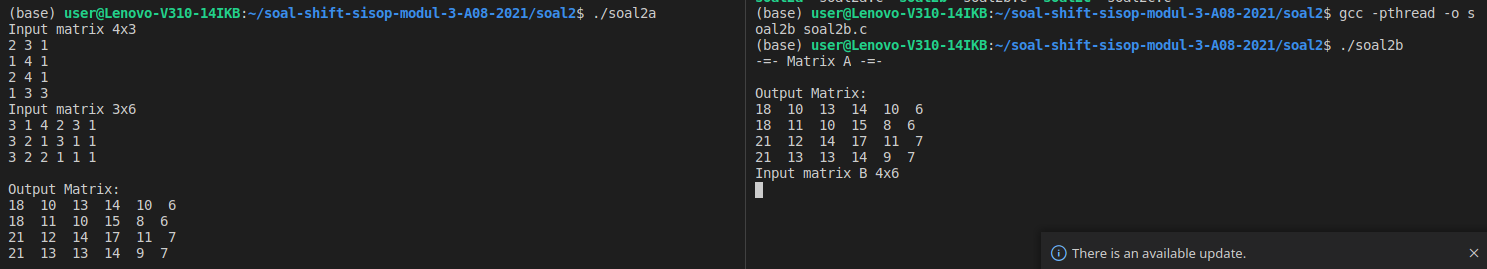 (base) user@Lenovo-V310-14IKB:~/soal-shift-sisop-modul-3-A08-2021/soal2$ ./soal2a
Input matrix 4x3
2 3 1
1 4 1
2 4 1
1 3 3
Input matrix 3x6
3 1 4 2 3 1
3 2 1 3 1 1
3 2 2 1 1 1
Output Matrix:
18 10 13 14 10 6
18 11 10 15 8 6
21 12 14 17 11 7
21 13 13 14 9 7
(base) user@Lenovo-V310-14IKB:~/soal-shift-sisop-modul-3-A08-2021/soal2$ gcc -pthread -o s
oal2b soal2b.c
(base) user@Lenovo-V310-14IKB:~/soal-shift-sisop-modul-3-A08-2021/soal2$ ./soal2b
-=- Matrix A -=-
Output Matrix:
18 10 13 14 10 6
18 11 10 15 8 6
21 12 14 17 11 7
21 13 13 14 9 7
Input matrix B 4x6
There is an available update.